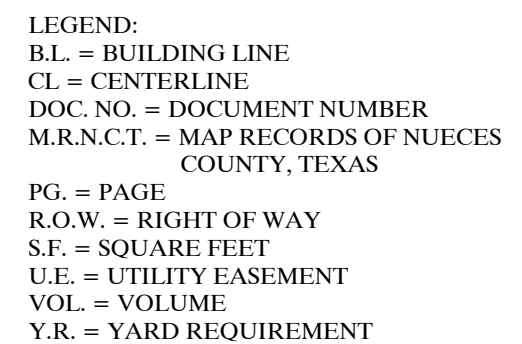 LEGEND:
B.L. = BUILDING LINE
CL = CENTERLINE
DOC. NO. = DOCUMENT NUMBER
M.R.N.C.T. = MAP RECORDS OF NUECES
COUNTY, TEXAS
PG. = PAGE
R.O.W. = RIGHT OF WAY
S.F. = SQUARE FEET
U.E. = UTILITY EASEMENT
VOL. = VOLUME
Y.R. = YARD REQUIREMENT